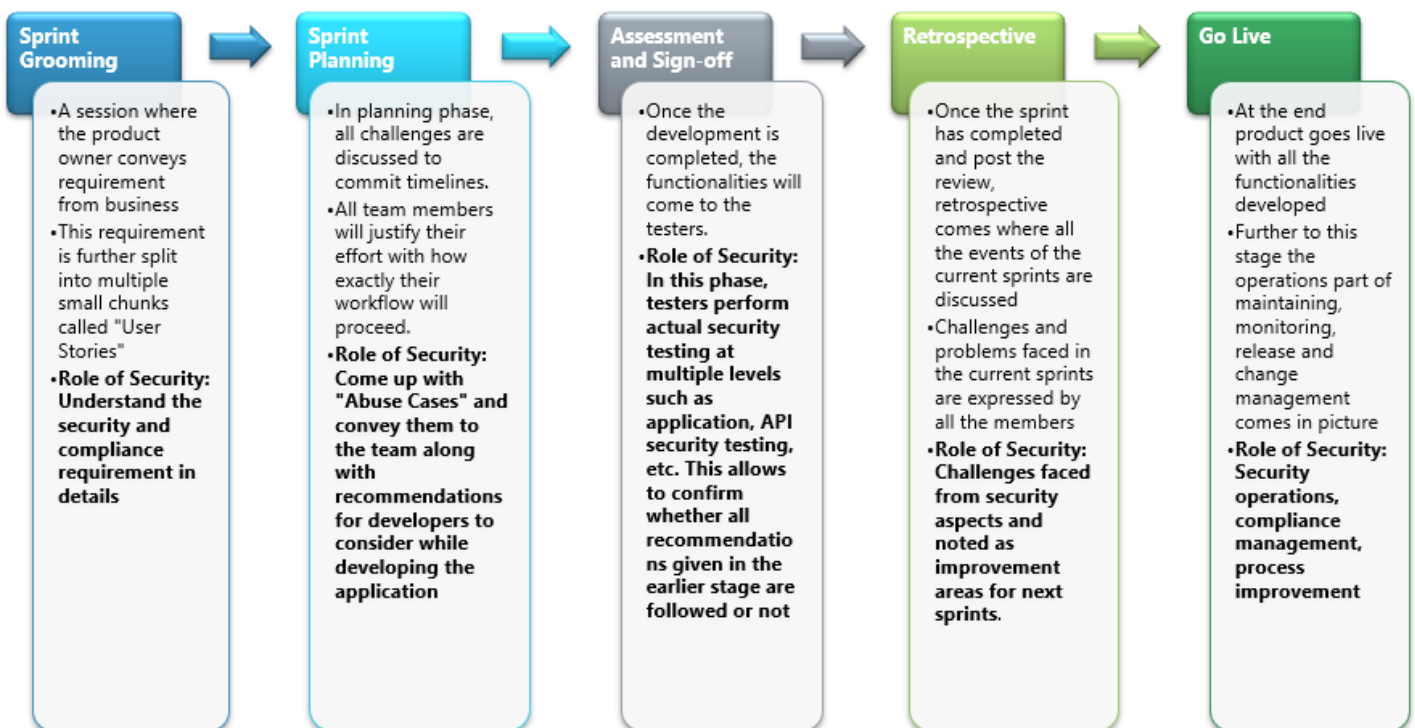 Sprint
Grooming
•A session where
the product
owner conveys
requirement
from business
•This requirement
is further split
into multiple
small chunks
called "User
Stories"
•Role of Security:
Understand the
security and
compliance
requirement in
details
Sprint
Planning
•In planning phase,
all challenges are
discussed to
commit timelines.
•All team members
will justify their
effort with how
exactly their
workflow will
proceed.
•Role of Security:
Come up with
"Abuse Cases" and
convey them to
the team along
with
recommendations
for developers to
consider while
developing the
application
Assessment
and Sign-off
•Once the
development is
completed, the
functionalities will
come to the
testers.
•Role of Security:
In this phase,
testers perform
actual security
testing at
multiple levels
such as
application, API
security testing,
etc. This allows
to confirm
whether all
recommendatio
ns given in the
earlier stage are
followed or not
Retrospective
•Once the sprint
has completed
and post the
review,
retrospective
comes where all
the events of the
current sprints are
discussed
•Challenges and
problems faced in
the current sprints
are expressed by
all the members
•Role of Security:
Challenges faced
from security
aspects and
noted as
improvement
areas for next
sprints.
Go Live
•At the end
product goes live
with all the
functionalities
developed
•Further to this
stage the
operations part of
maintaining,
monitoring,
release and
change
management
comes in picture
•Role of Security:
Security
operations,
compliance
management,
process
improvement